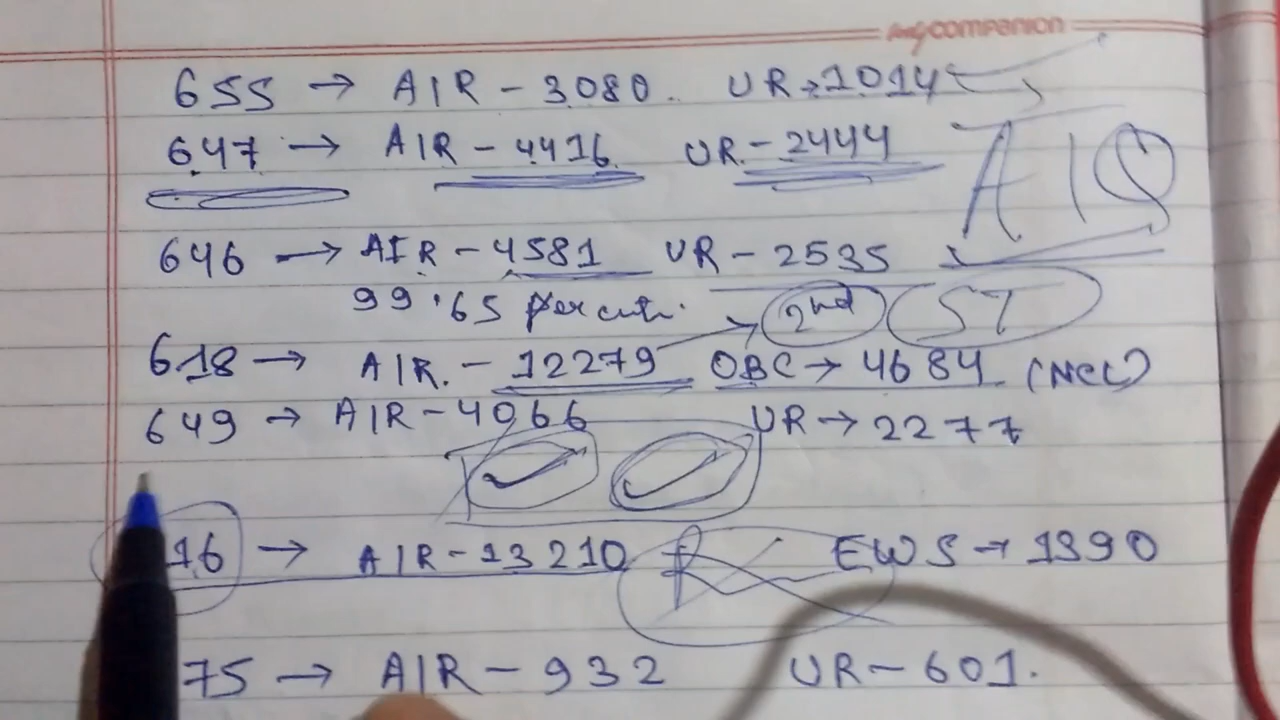 companion
655 → AIR - 3080. UR → 1014
647 → AIR - 4416 UR - 2444
AIQ
646 → AIR - 4581 UR - 2535
99.65
2nd ST
618 → AIR. - 12279 OBC → 4684 (NCL)
649 → AIR - 4066 UR → 2277
16 → AIR - 13210 EWS → 1390
75 → AIR - 932 UR - 601.